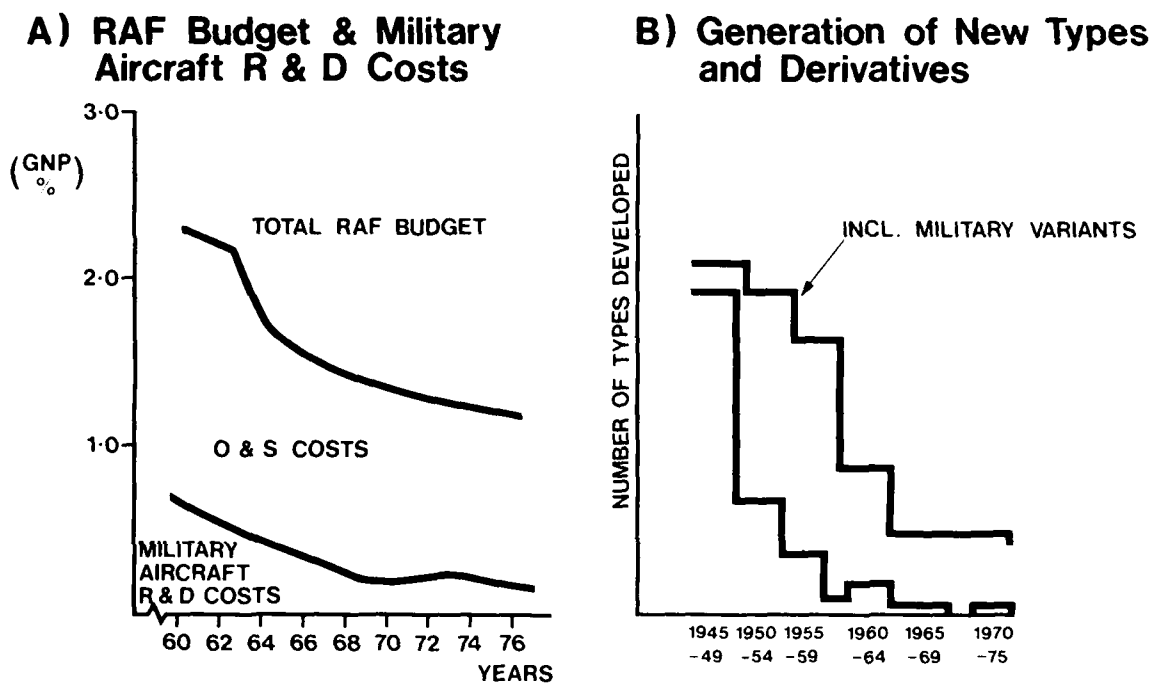 A) RAF Budget & Military
Aircraft R & D Costs
3·0
(GNP
%)
TOTAL RAF BUDGET
2·0
1·0
O & S COSTS
MILITARY
AIRCRAFT
R & D COSTS
60 62 64 66 68 70 72 74 76
YEARS
B) Generation of New Types
and Derivatives
NUMBER OF TYPES DEVELOPED
INCL. MILITARY VARIANTS
1945 1950 1955 1960 1965 1970
-49 -54 -59 -64 -69 -75